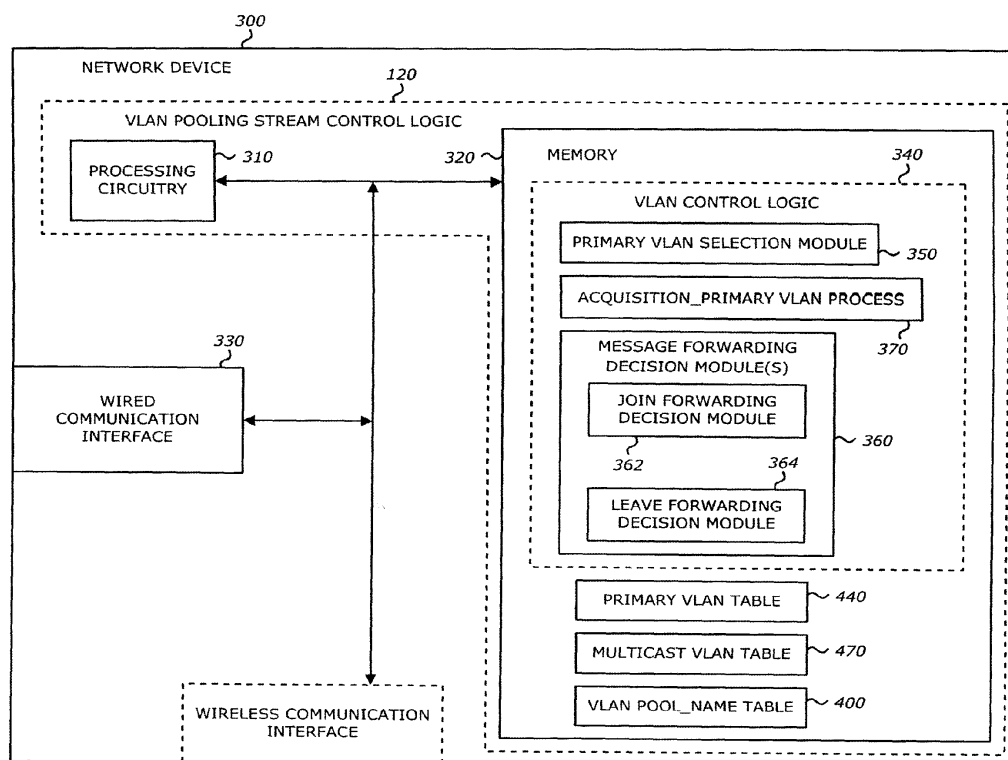 300
NETWORK DEVICE
120
VLAN POOLING STREAM CONTROL LOGIC
PROCESSING
CIRCUITRY
310
320
MEMORY
340
VLAN CONTROL LOGIC
PRIMARY VLAN SELECTION MODULE
350
ACQUISITION_PRIMARY VLAN PROCESS
370
MESSAGE FORWARDING
DECISION MODULE(S)
JOIN FORWARDING
DECISION MODULE
362
360
364
LEAVE FORWARDING
DECISION MODULE
330
WIRED
COMMUNICATION
INTERFACE
PRIMARY VLAN TABLE
440
MULTICAST VLAN TABLE
470
VLAN POOL_NAME TABLE
400
WIRELESS COMMUNICATION
INTERFACE